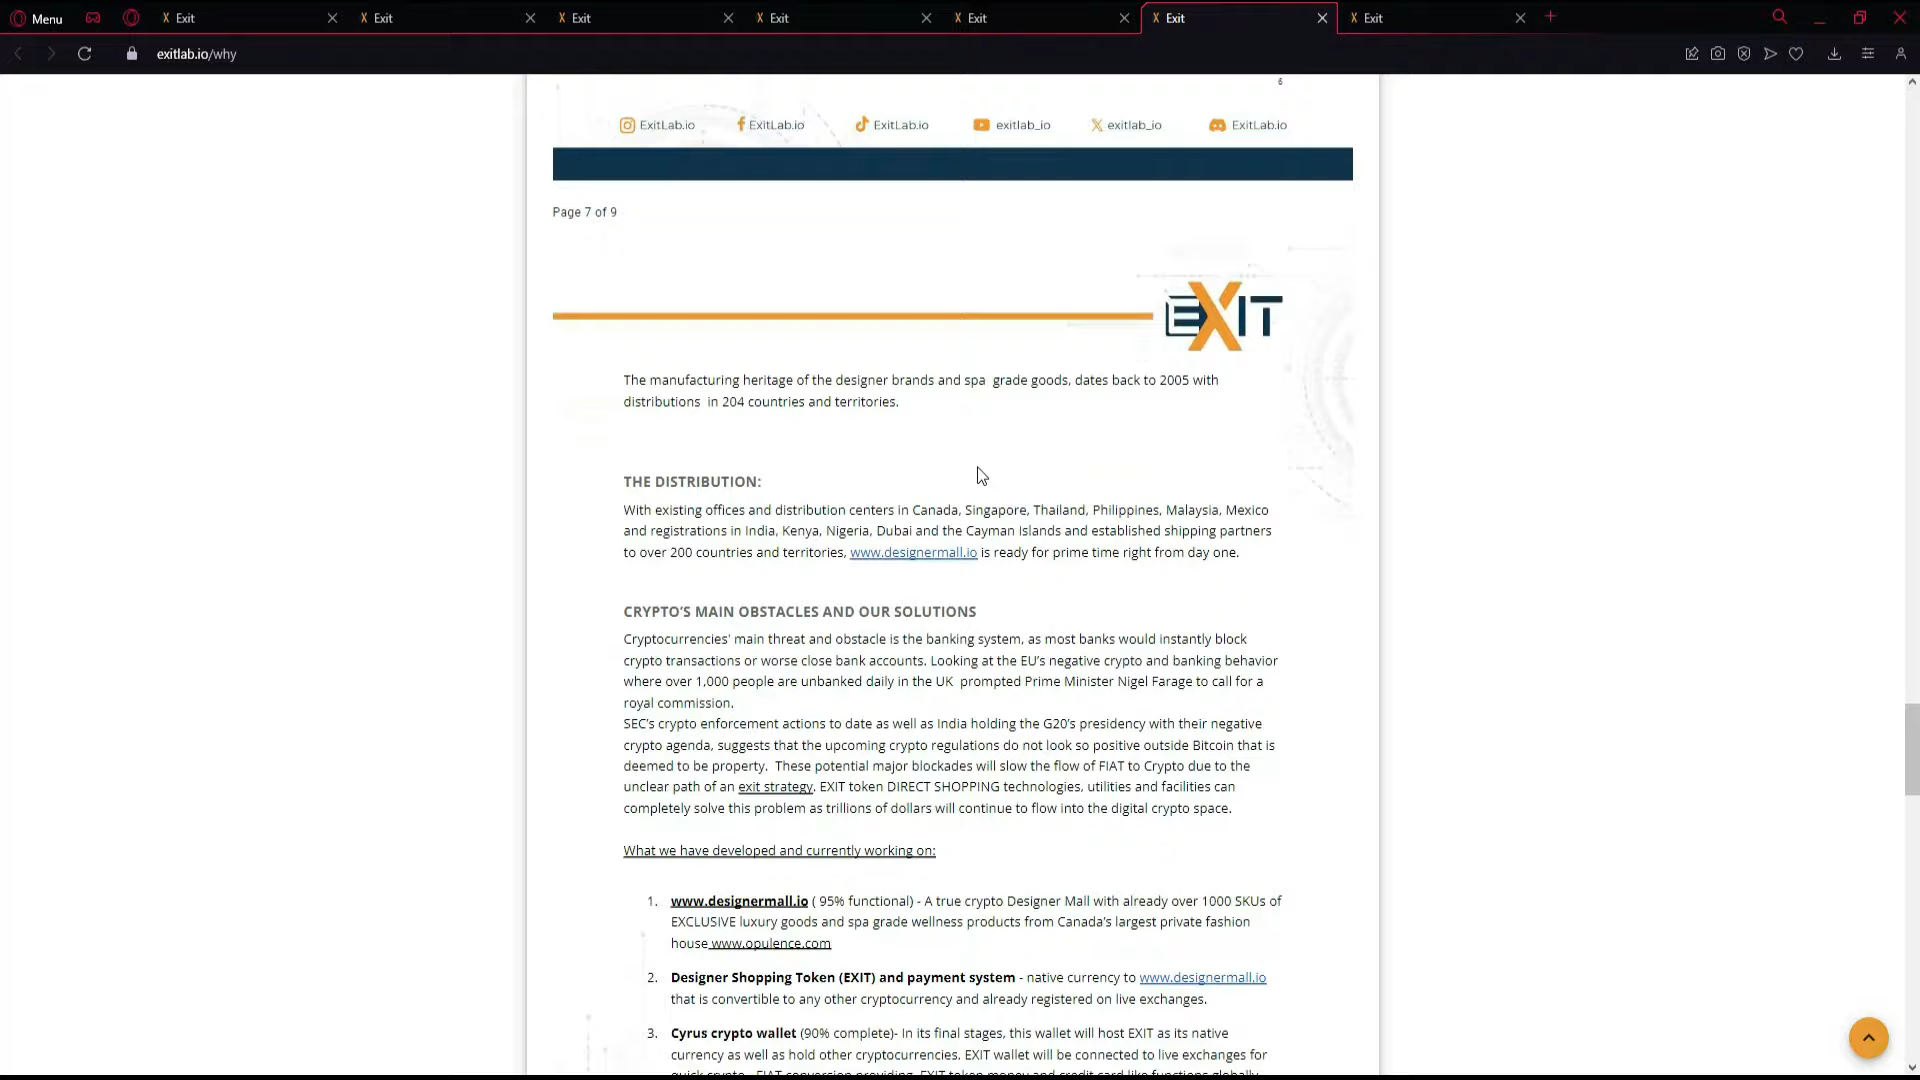 Menu
Exit
Exit
Exit
Exit
Exit
Exit
Exit
exitlab.io/why
6
ExitLab.io
ExitLab.io
ExitLab.io
exitlab_io
exitlab_io
ExitLab.io
Page 7 of 9
EXIT
The manufacturing heritage of the designer brands and spa grade goods, dates back to 2005 with
distributions in 204 countries and territories.
THE DISTRIBUTION:
With existing offices and distribution centers in Canada, Singapore, Thailand, Philippines, Malaysia, Mexico
and registrations in India, Kenya, Nigeria, Dubai and the Cayman Islands and established shipping partners
to over 200 countries and territories, www.designermall.io is ready for prime time right from day one.
CRYPTO'S MAIN OBSTACLES AND OUR SOLUTIONS
Cryptocurrencies' main threat and obstacle is the banking system, as most banks would instantly block
crypto transactions or worse close bank accounts. Looking at the EU's negative crypto and banking behavior
where over 1,000 people are unbanked daily in the UK prompted Prime Minister Nigel Farage to call for a
royal commission.
SEC's crypto enforcement actions to date as well as India holding the G20's presidency with their negative
crypto agenda, suggests that the upcoming crypto regulations do not look so positive outside Bitcoin that is
deemed to be property. These potential major blockades will slow the flow of FIAT to Crypto due to the
unclear path of an exit strategy. EXIT token DIRECT SHOPPING technologies, utilities and facilities can
completely solve this problem as trillions of dollars will continue to flow into the digital crypto space.
What we have developed and currently working on:
1. www.designermall.io ( 95% functional) - A true crypto Designer Mall with already over 1000 SKUs of
EXCLUSIVE luxury goods and spa grade wellness products from Canada's largest private fashion
house www.opulence.com
2. Designer Shopping Token (EXIT) and payment system - native currency to www.designermall.io
that is convertible to any other cryptocurrency and already registered on live exchanges.
3. Cyrus crypto wallet (90% complete)- In its final stages, this wallet will host EXIT as its native
currency as well as hold other cryptocurrencies. EXIT wallet will be connected to live exchanges for
quick crypto - FIAT conversion providing EXIT token money and credit card like functions globally